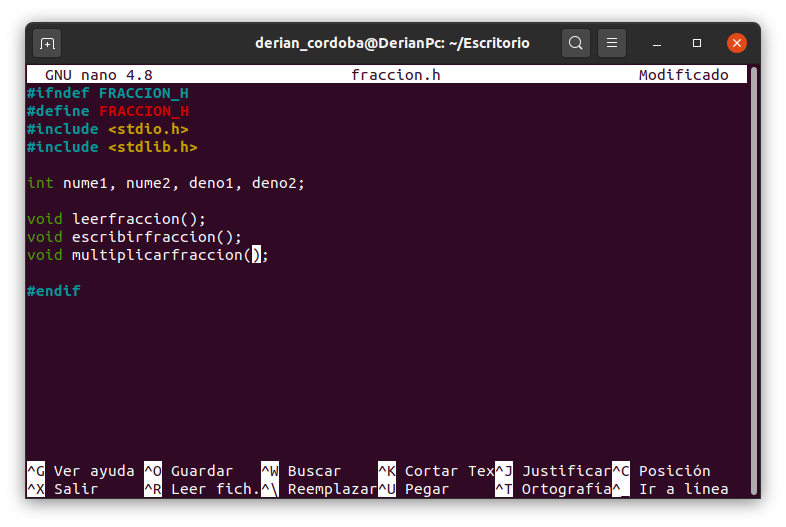 derian_cordoba@DerianPc: ~/Escritorio
GNU nano 4.8 fraccion.h Modificado
#ifndef FRACCION_H
#define FRACCION_H
#include <stdio.h>
#include <stdlib.h>
int nume1, nume2, deno1, deno2;
void leerfraccion();
void escribirfraccion();
void multiplicarfraccion();
#endif
^G Ver ayuda ^O Guardar ^W Buscar ^K Cortar Tex^J Justificar^C Posición
^X Salir ^R Leer fich.^\ Reemplazar^U Pegar ^T Ortografía^_ Ir a línea